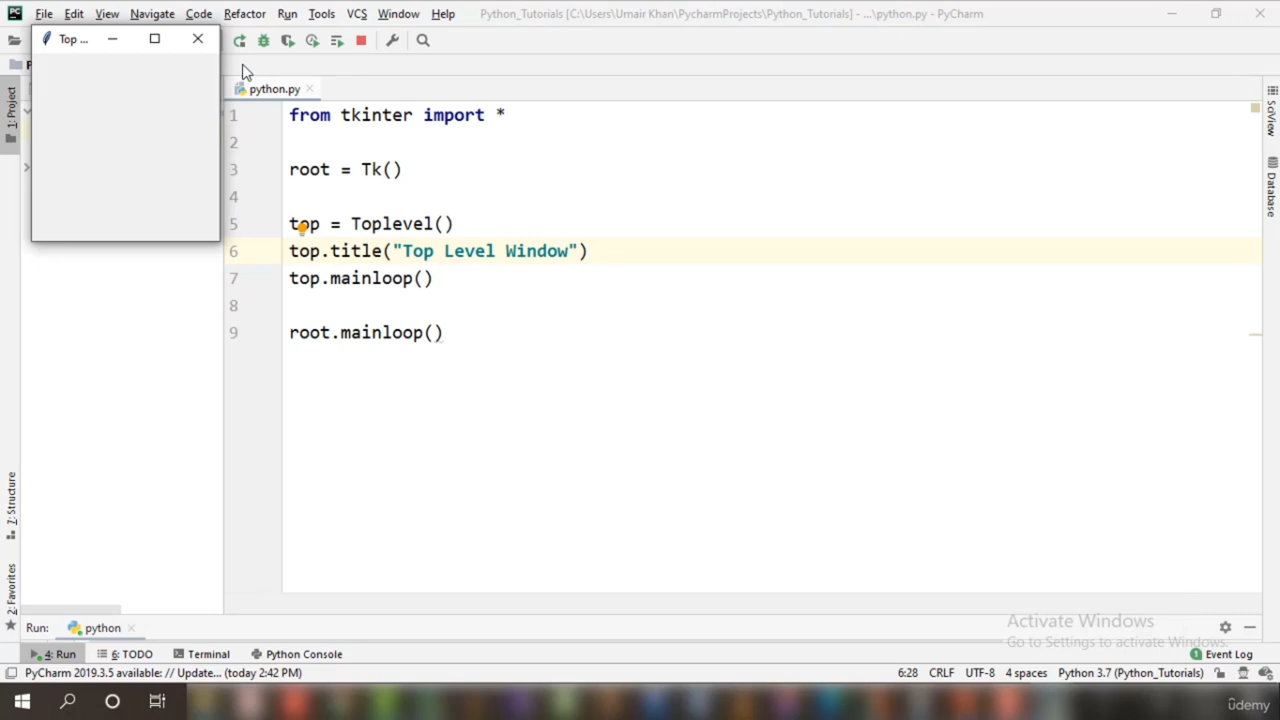 PC File Edit View Navigate Code Refactor Run Tools VCS Window Help Python_Tutorials [C:\Users\Umair Khan\PycharmProjects\Python_Tutorials] - ...\python.py - PyCharm
Top ...
python.py
1: Project
SciView
Database
1 from tkinter import *
2
3 root = Tk()
4
5 top = Toplevel()
6 top.title("Top Level Window")
7 top.mainloop()
8
9 root.mainloop()
7: Structure
2: Favorites
Activate Windows
Go to Settings to activate Windows.
Run: python
4: Run 6: TODO Terminal Python Console 1 Event Log
PyCharm 2019.3.5 available: // Update... (today 2:42 PM) 6:28 CRLF UTF-8 4 spaces Python 3.7 (Python_Tutorials)
ûdemy